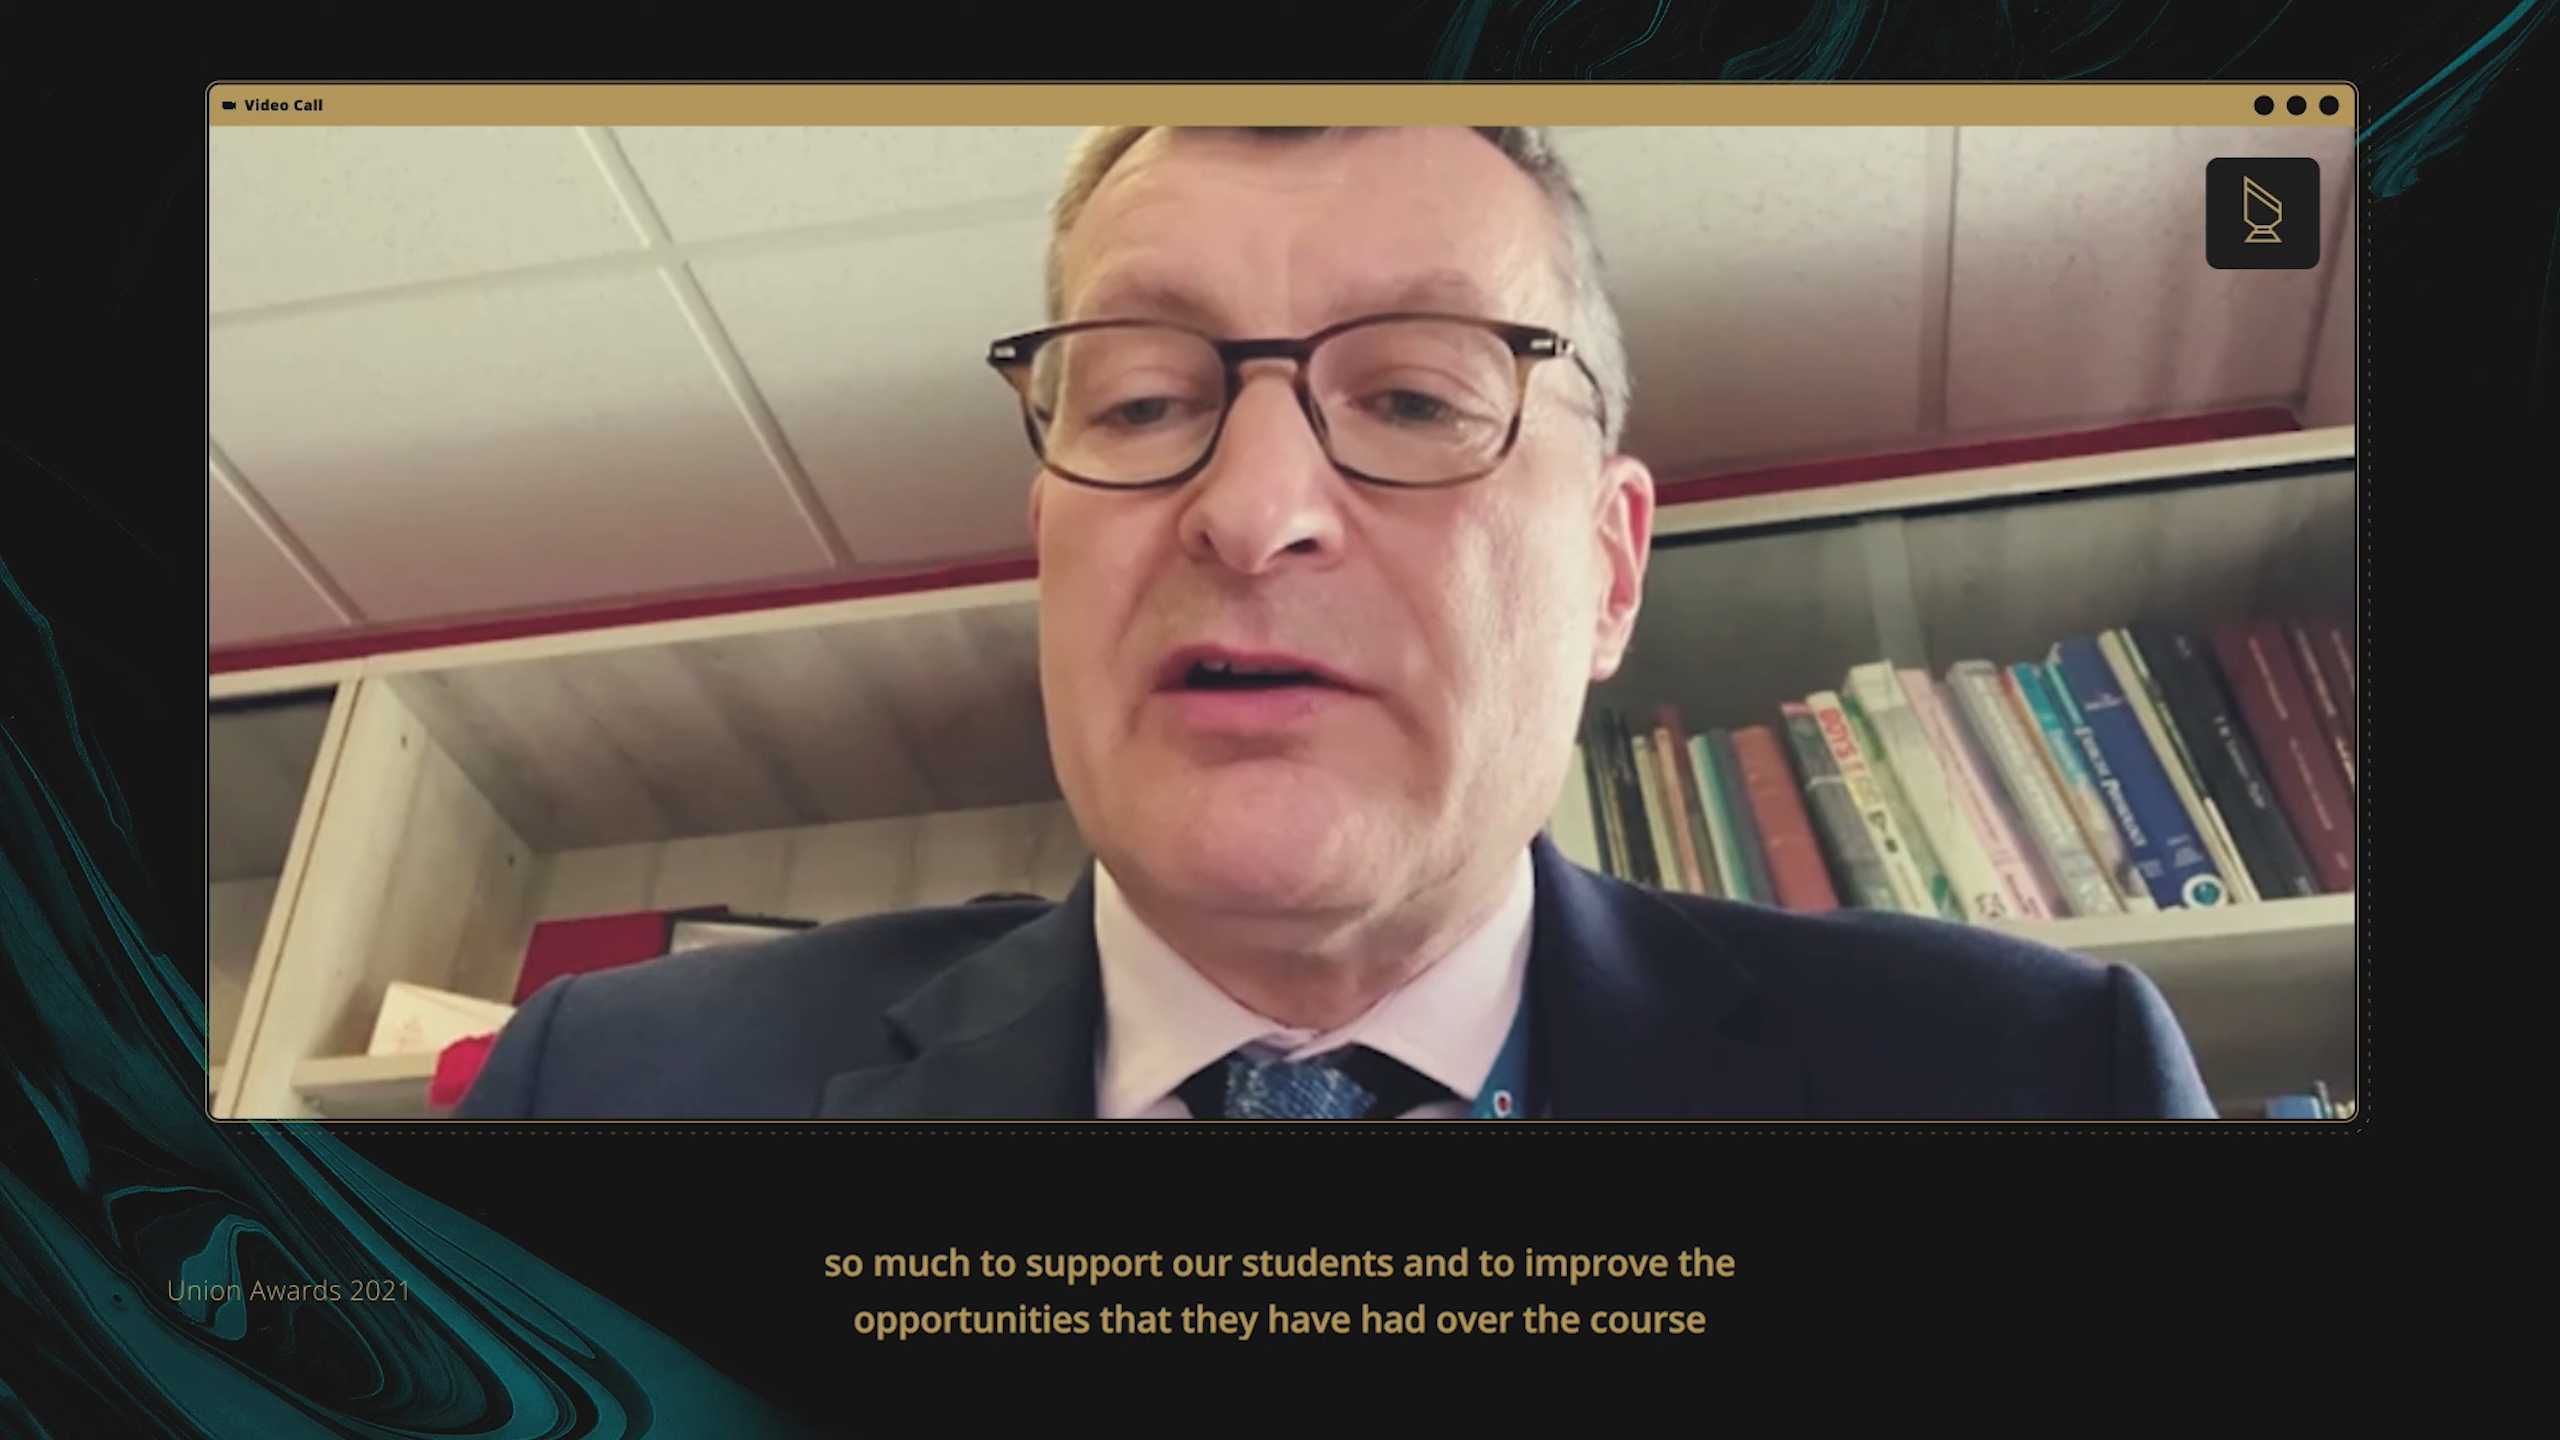 Video Call
BOYS
so much to support our students and to improve the
opportunities that they have had over the course
Union Awards 2021